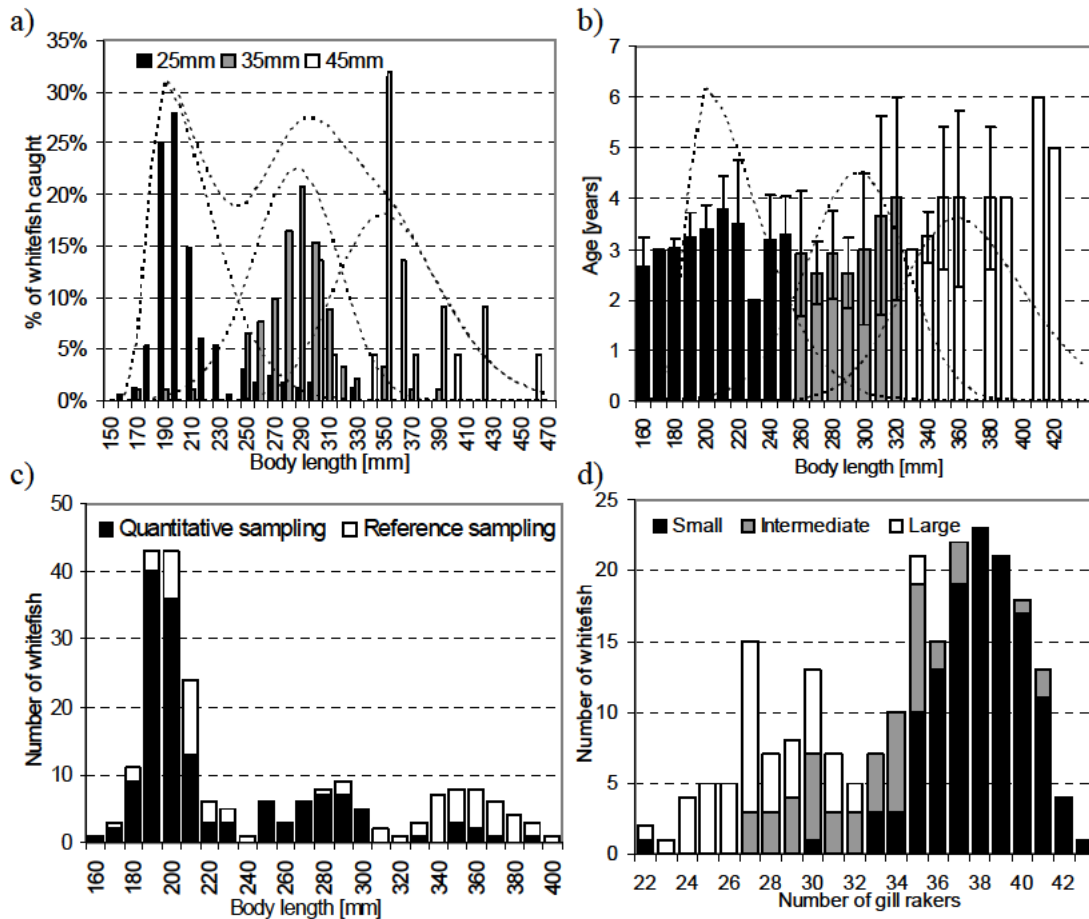 a)
35%
30%
25%
20%
15%
10%
5%
0%
% of whitefish caught
25mm 35mm 45mm
150 170 190 210 230 250 270 290 310 330 350 370 390 410 430 450 470
Body length [mm]
b)
7
6
5
4
3
2
1
0
Age [years]
160 180 200 220 240 260 280 300 320 340 360 380 400 420
Body length [mm]
c)
50
40
30
20
10
0
Number of whitefish
Quantitative sampling Reference sampling
160 180 200 220 240 260 280 300 320 340 360 380 400
Body length [mm]
d)
25
20
15
10
5
0
Number of whitefish
Small Intermediate Large
22 24 26 28 30 32 34 36 38 40 42
Number of gill rakers